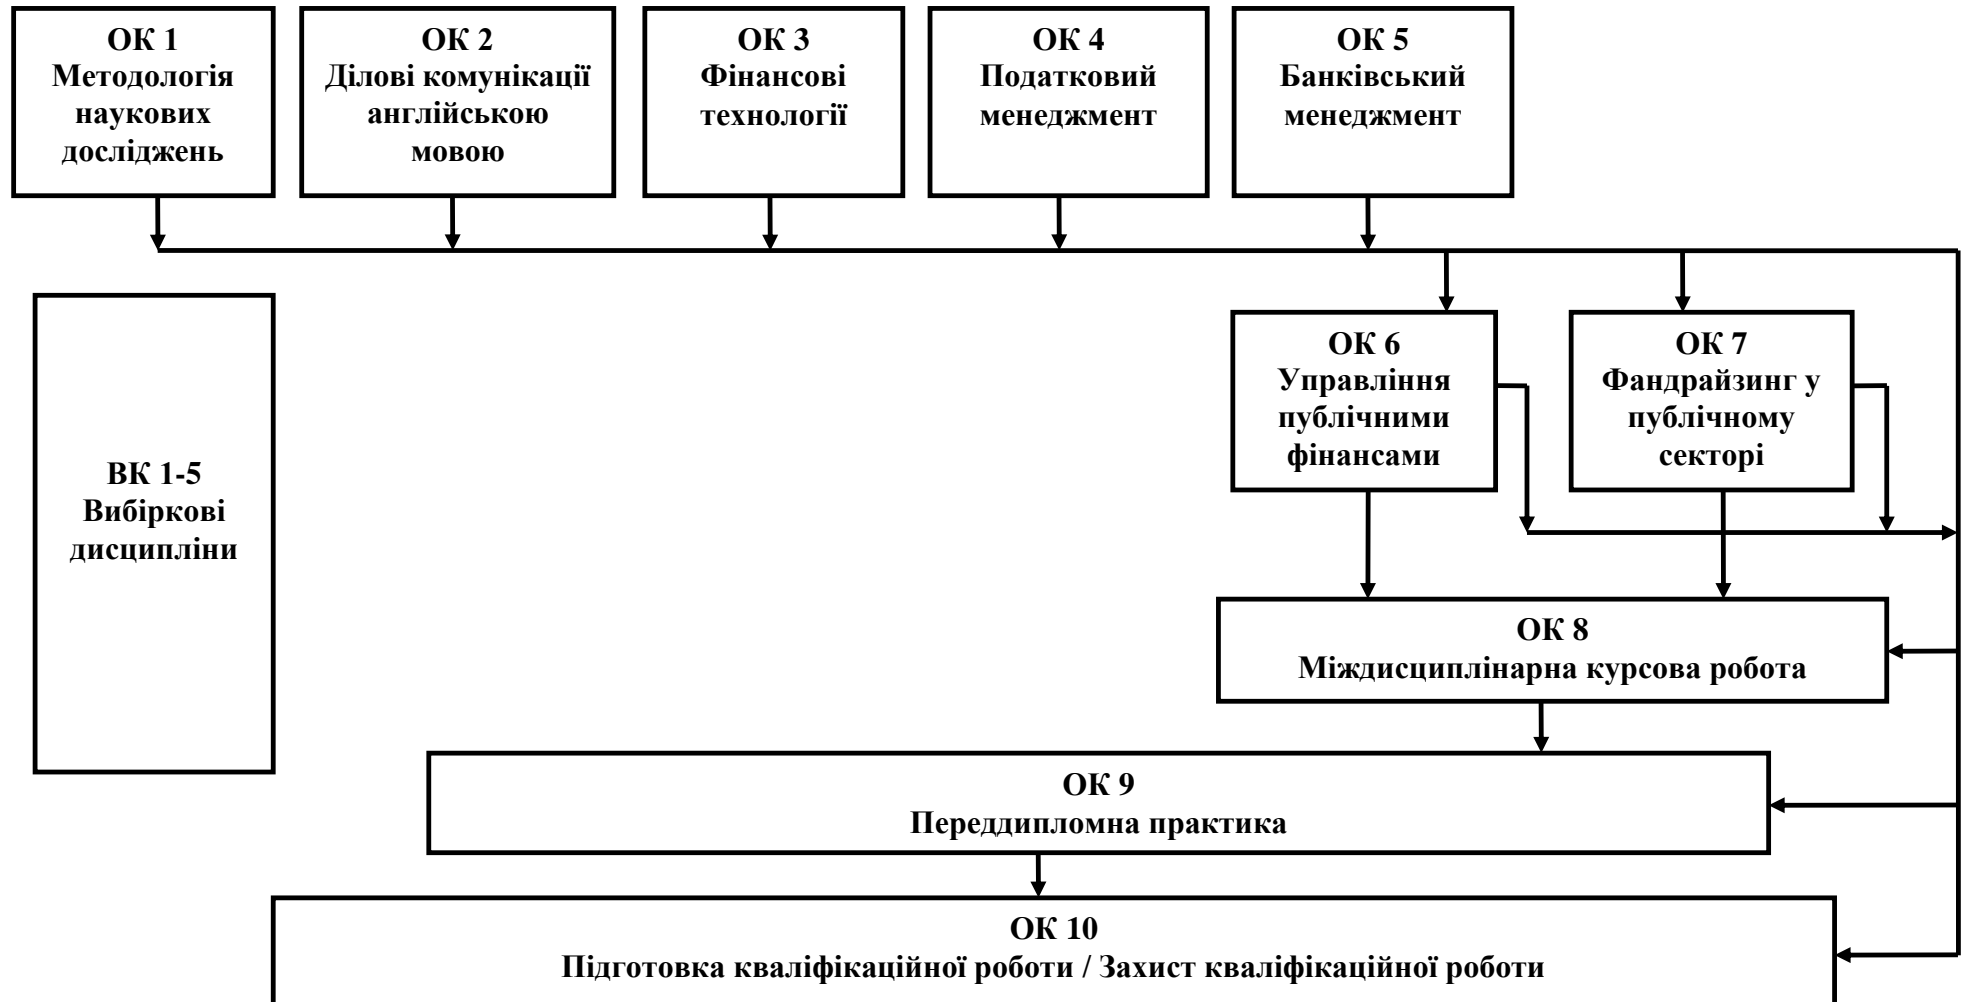 ОК 1
Методологія
наукових
досліджень
ОК 2
Ділові комунікації
англійською
мовою
ОК 3
Фінансові
технології
ОК 4
Податковий
менеджмент
ОК 5
Банківський
менеджмент
ВК 1-5
Вибіркові
дисципліни
ОК 6
Управління
публічними
фінансами
ОК 7
Фандрайзинг у
публічному
секторі
ОК 8
Міждисциплінарна курсова робота
ОК 9
Переддипломна практика
ОК 10
Підготовка кваліфікаційної роботи / Захист кваліфікаційної роботи